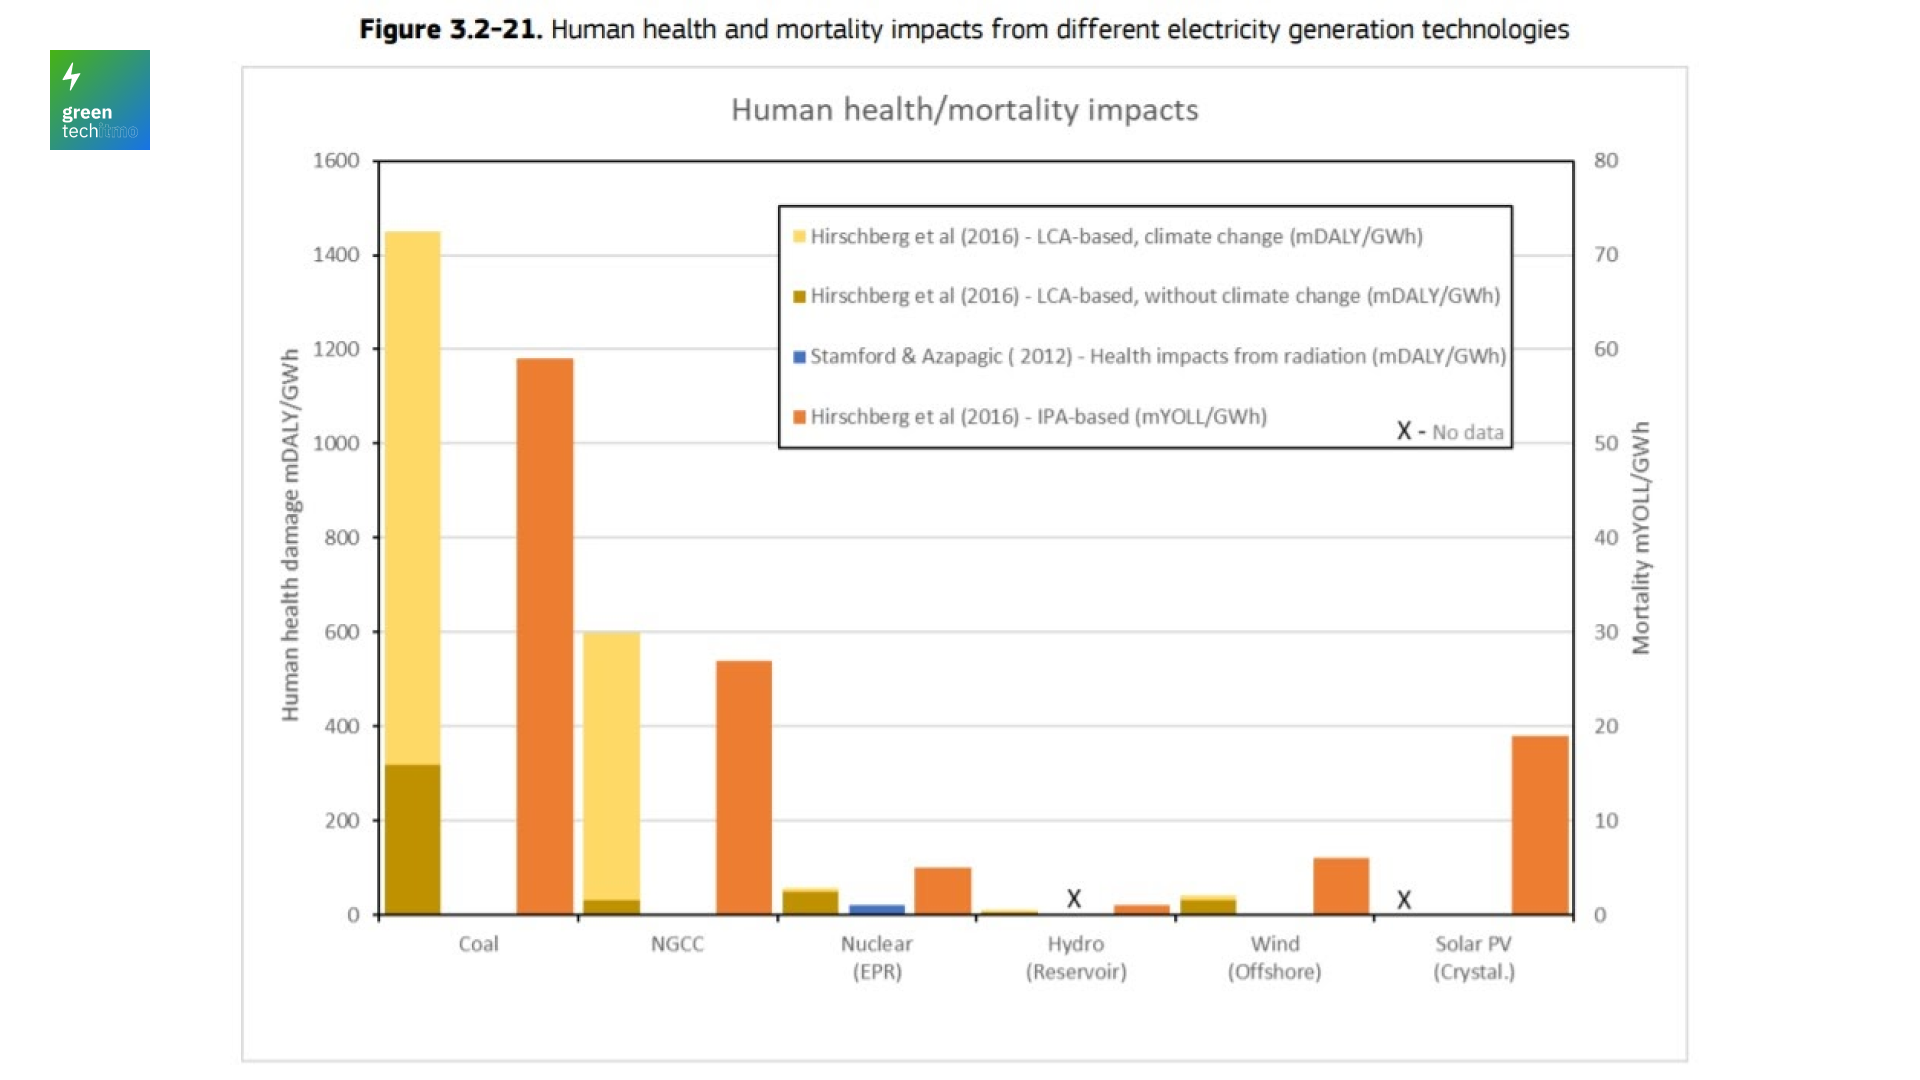 Figure 3.2-21. Human health and mortality impacts from different electricity generation technologies
green
techitmo
Human health/mortality impacts
1600
1400
1200
1000
800
600
400
200
0
80
70
60
50
40
30
20
10
0
Human health damage mDALY/GWh
Mortality mYOLL/GWh
Hirschberg et al (2016) - LCA-based, climate change (mDALY/GWh)
Hirschberg et al (2016) - LCA-based, without climate change (mDALY/GWh)
Stamford & Azapagic ( 2012) - Health impacts from radiation (mDALY/GWh)
Hirschberg et al (2016) - IPA-based (mYOLL/GWh)
X - No data
X
X
Coal
NGCC
Nuclear
(EPR)
Hydro
(Reservoir)
Wind
(Offshore)
Solar PV
(Crystal.)